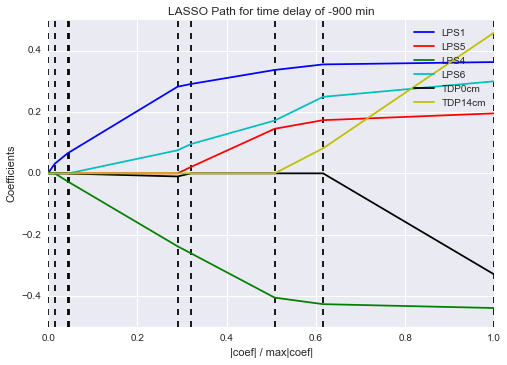 LASSO Path for time delay of -900 min
LPS1
LPS5
LPS4
LPS6
TDP0cm
TDP14cm
0.4
0.2
0.0
−0.2
−0.4
Coefficients
0.0 0.2 0.4 0.6 0.8 1.0
|coef| / max|coef|